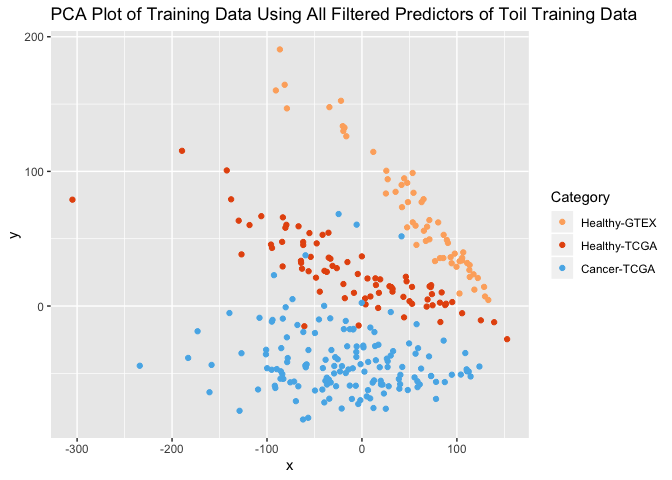 PCA Plot of Training Data Using All Filtered Predictors of Toil Training Data
200
100
0
y
-300
-200
-100
0
100
x
Category
Healthy-GTEX
Healthy-TCGA
Cancer-TCGA